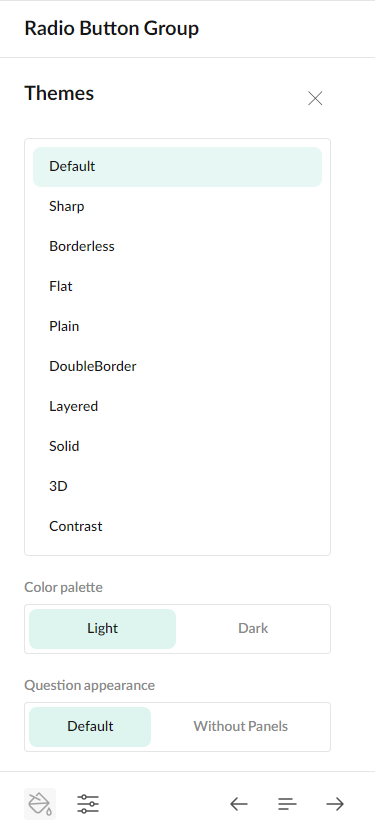 Radio Button Group
Themes
Default
Sharp
Borderless
Flat
Plain
DoubleBorder
Layered
Solid
3D
Contrast
Color palette
Light Dark
Question appearance
Default Without Panels